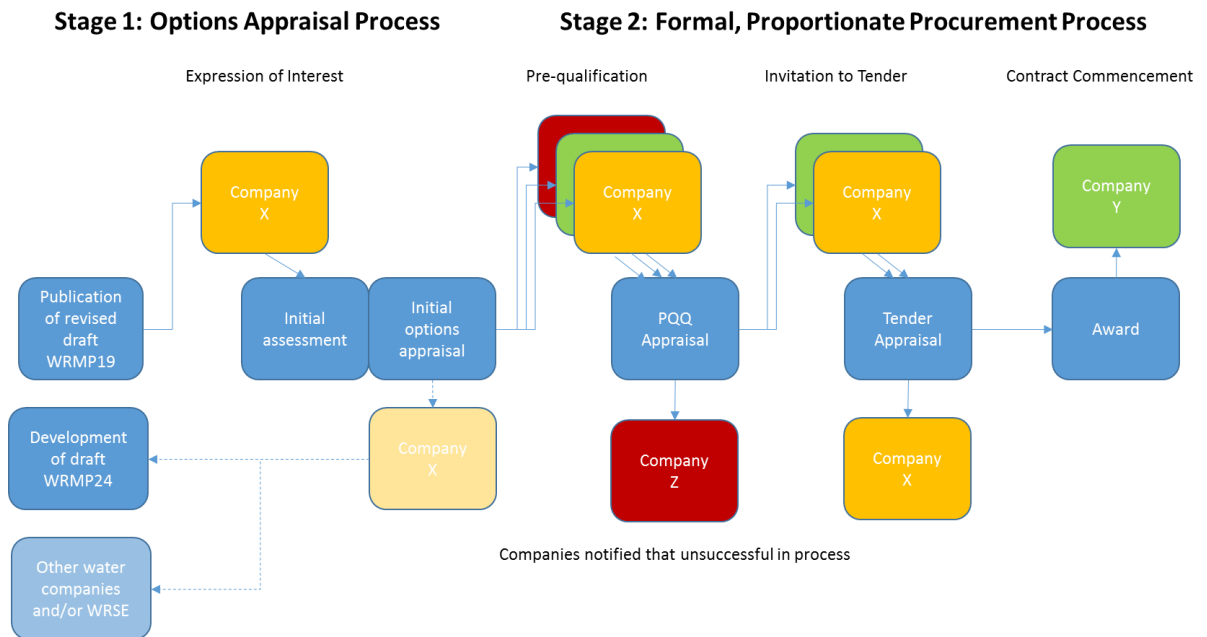 Stage 1: Options Appraisal Process
Stage 2: Formal, Proportionate Procurement Process
Expression of Interest
Pre-qualification
Invitation to Tender
Contract Commencement
Company
X
Company
X
Company
X
Company
Y
Publication
of revised
draft
WRMP19
Initial
assessment
Initial
options
appraisal
PQQ
Appraisal
Tender
Appraisal
Award
Development
of draft
WRMP24
Company
X
Company
Z
Company
X
Other water
companies
and/or WRSE
Companies notified that unsuccessful in process